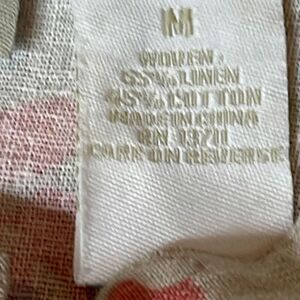 M
WOVEN:
55% LINEN
45% COTTON
MADE IN CHINA
CARE ON REVERSE